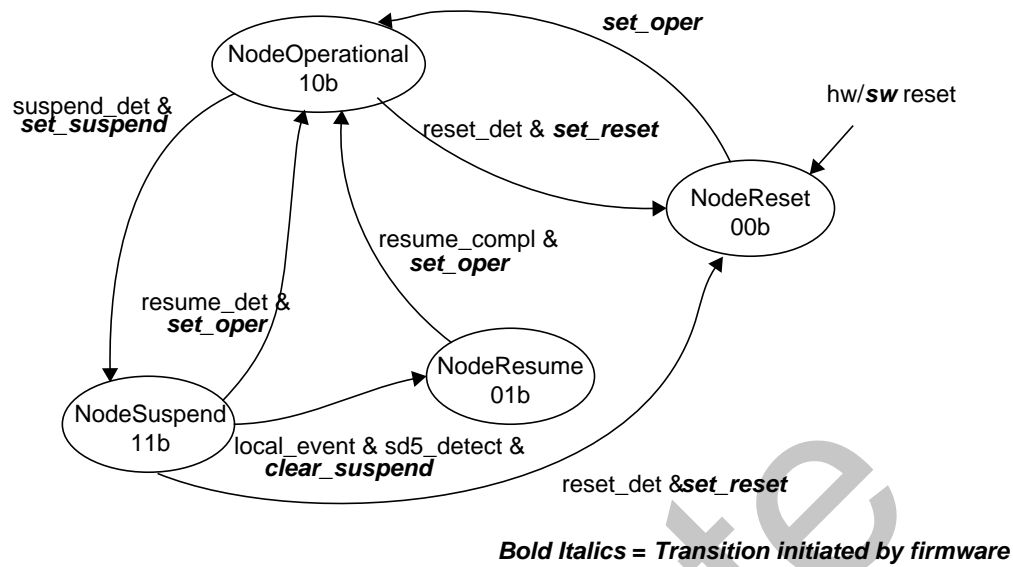 set_oper
NodeOperational
10b
suspend_det &
set_suspend
hw/sw reset
reset_det & set_reset
NodeReset
00b
resume_compl &
set_oper
resume_det &
set_oper
NodeResume
01b
NodeSuspend
11b
local_event & sd5_detect &
clear_suspend
reset_det &set_reset
Bold Italics = Transition initiated by firmware